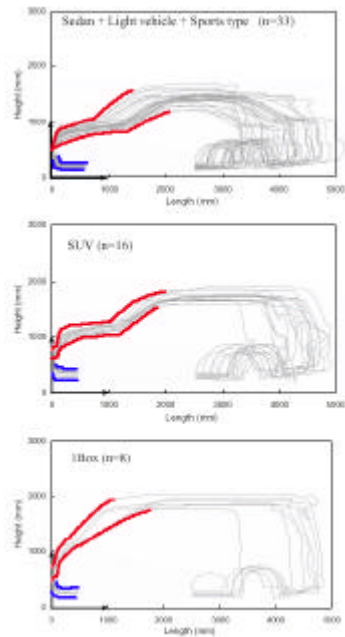 Sedan + Light vehicle + Sports type (n=33)
3000
2000
1000
0
Height (mm)
0 1000 2000 3000 4000 5000
Length (mm)
SUV (n=16)
3000
2000
1000
0
Height (mm)
0 1000 2000 3000 4000 5000
Length (mm)
1Box (n=8)
3000
2000
1000
0
Height (mm)
0 1000 2000 3000 4000 5000
Length (mm)